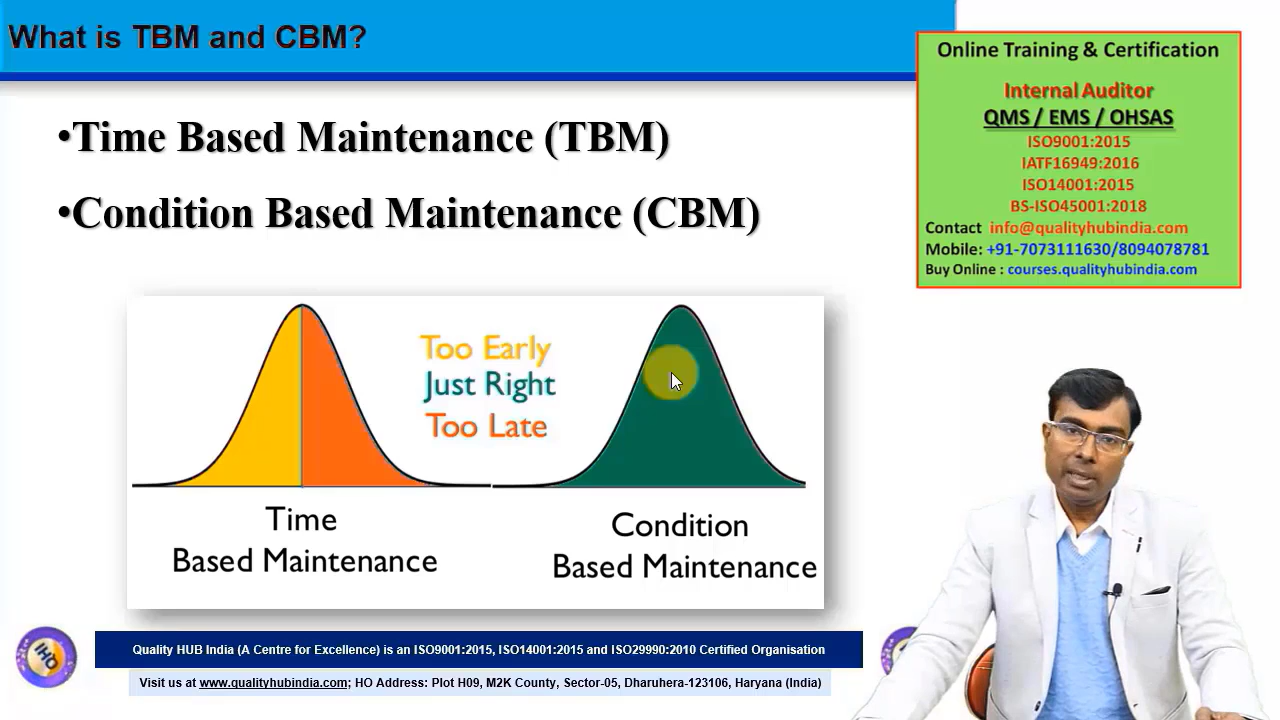 What is TBM and CBM?
•Time Based Maintenance (TBM)
•Condition Based Maintenance (CBM)
Too Early
Just Right
Too Late
Time
Based Maintenance
Condition
Based Maintenance
Online Training & Certification
Internal Auditor
QMS / EMS / OHSAS
ISO9001:2015
IATF16949:2016
ISO14001:2015
BS-ISO45001:2018
Contact info@qualityhubindia.com
Mobile: +91-7073111630/8094078781
Buy Online : courses.qualityhubindia.com
IHO
Quality HUB India (A Centre for Excellence) is an ISO9001:2015, ISO14001:2015 and ISO29990:2010 Certified Organisation
Visit us at www.qualityhubindia.com; HO Address: Plot H09, M2K County, Sector-05, Dharuhera-123106, Haryana (India)